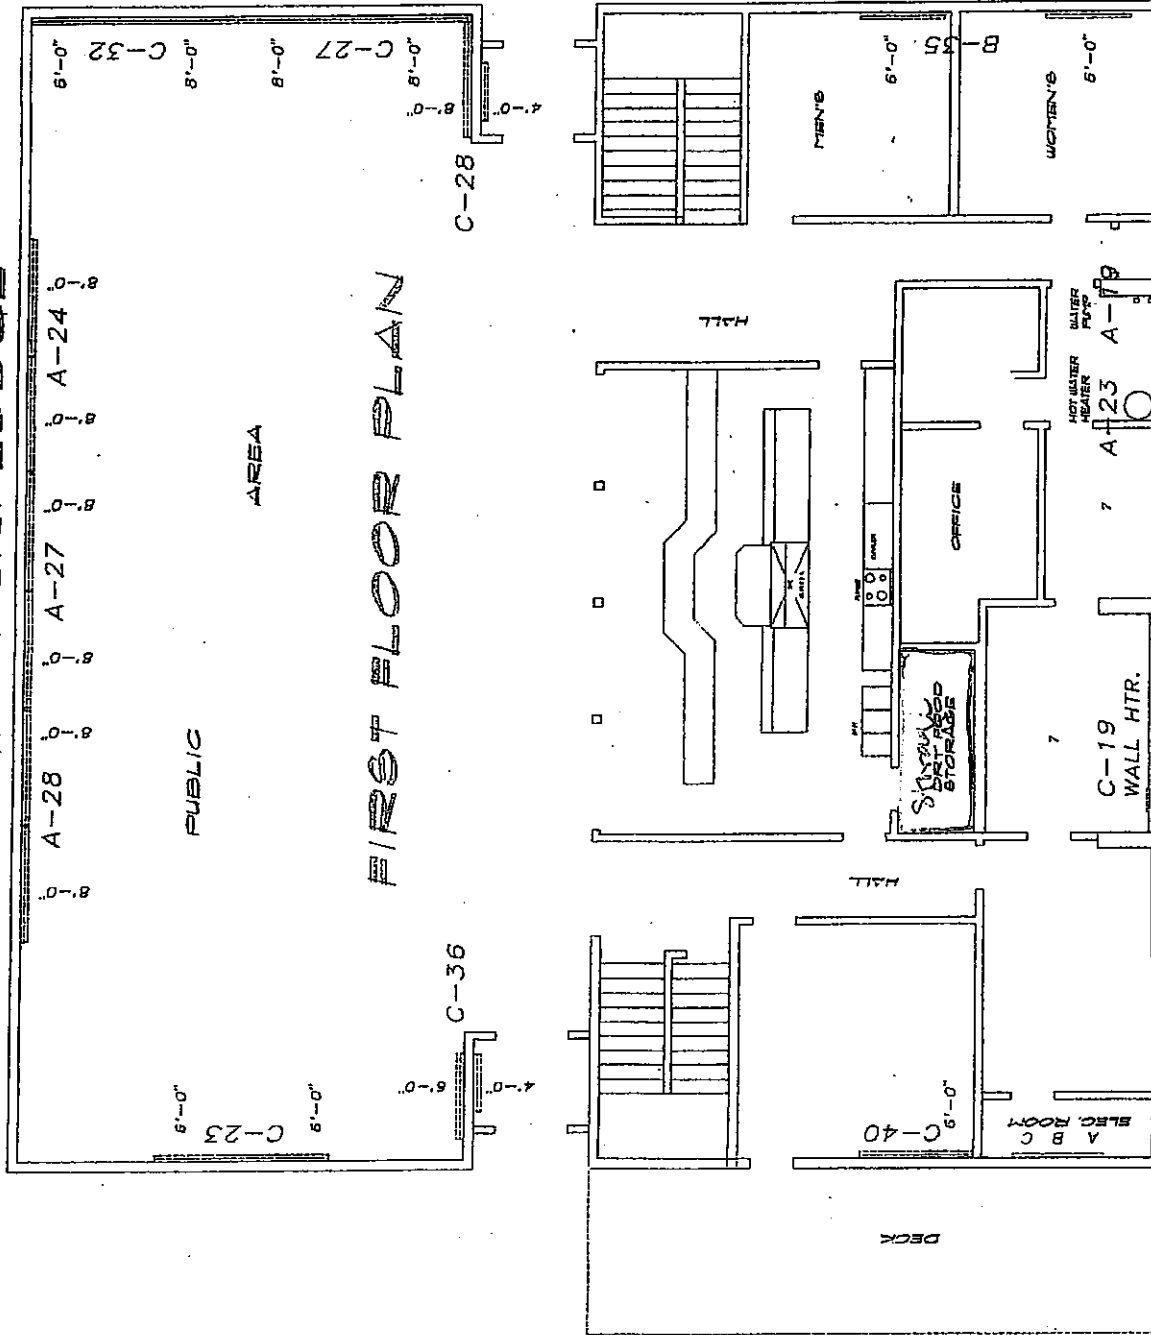 C-32
6'-0"
8'-0"
C-27
8'-0"
8'-0"
8'-0"
4'-0"
C-28
A-24
8'-0"
8'-0"
A-27
8'-0"
8'-0"
A-28
8'-0"
8'-0"
PUBLIC
AREA
FIRST FLOOR PLAN
C-36
6'-0"
4'-0"
C-23
6'-0"
6'-0"
MEN'S
WOMEN'S
B-35
6'-0"
6'-0"
HALL
WATER
PUMP
A-19
HOT WATER
HEATER
A-23
OFFICE
DRY FOOD
STORAGE
7
7
C-19
WALL HTR.
HALL
C-40
6'-0"
ELEC. ROOM
A B C
DECK